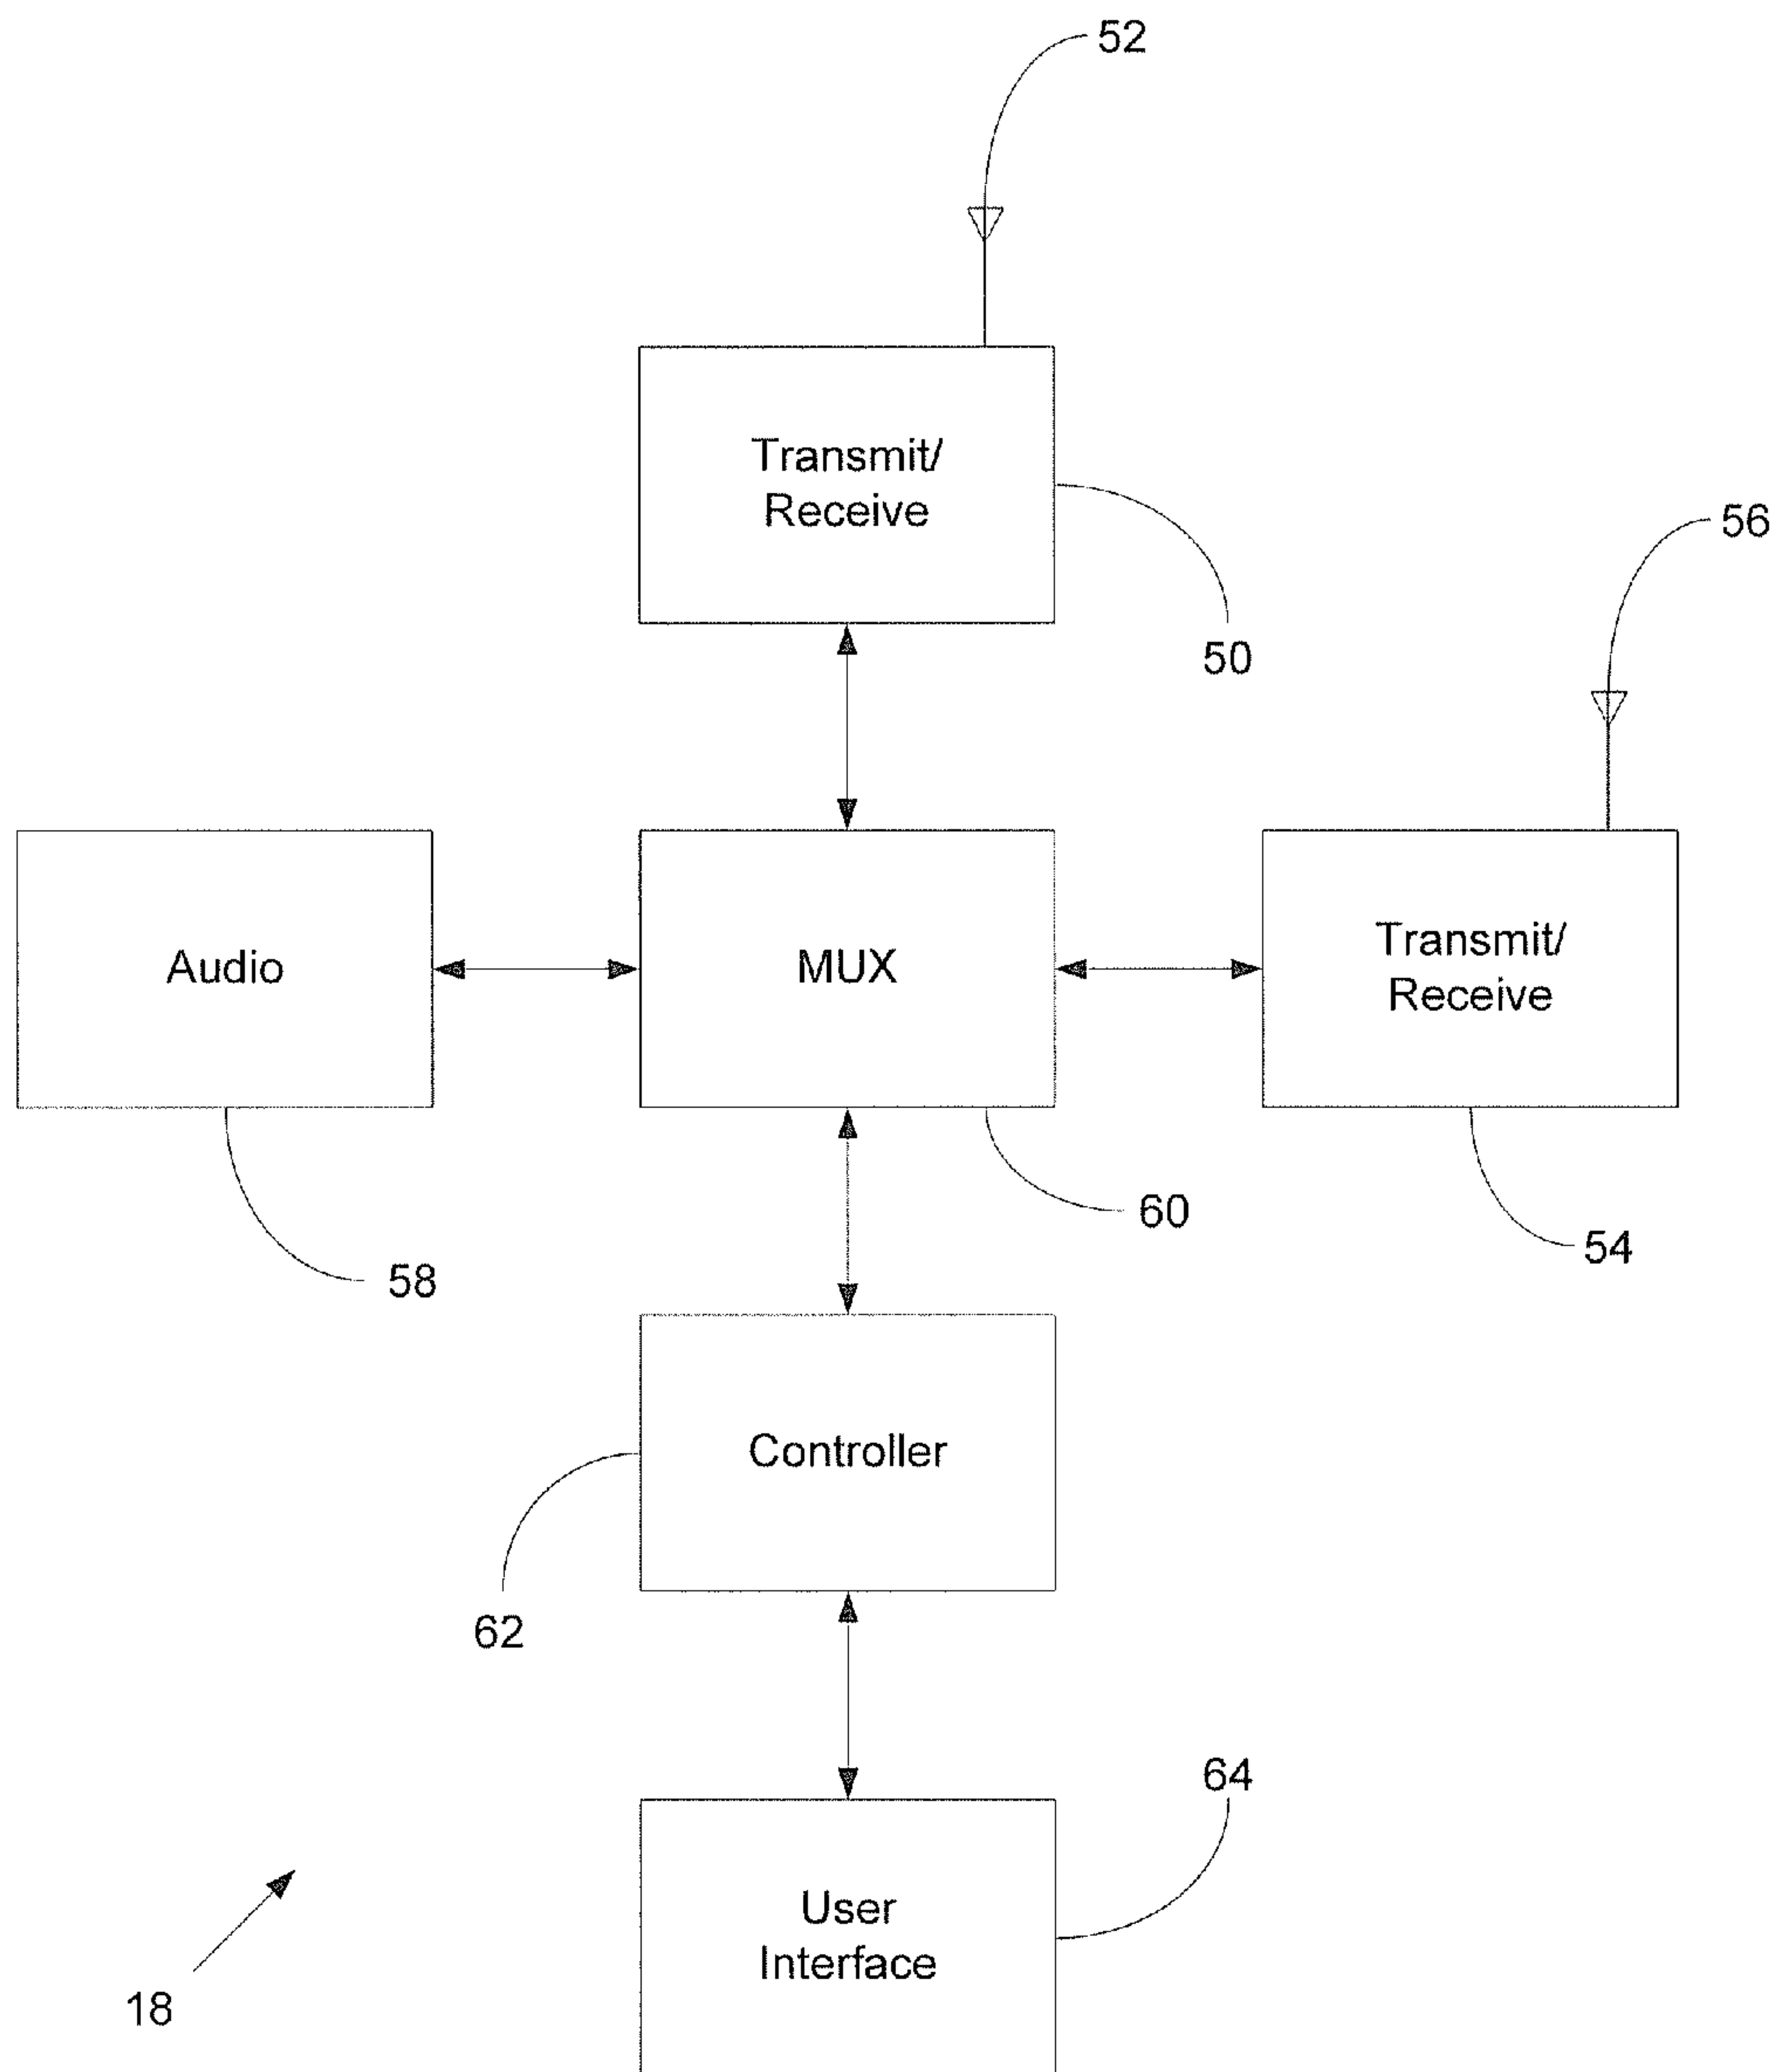 52
Transmit/
Receive
56
50
Audio
MUX
Transmit/
Receive
60
54
58
Controller
62
64
User
Interface
18